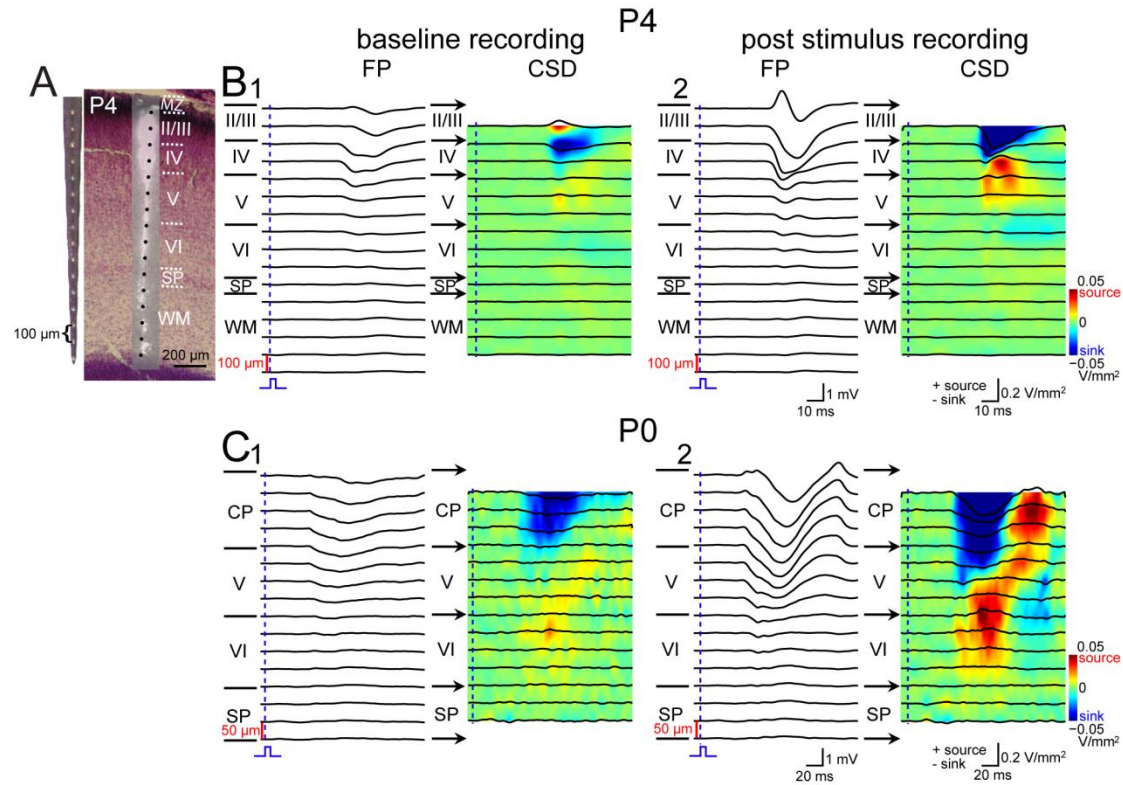 P4
baseline recording
post stimulus recording
A
B1
FP
CSD
2
FP
CSD
P4
MZ
II/III
IV
V
VI
SP
WM
100 µm
200 µm
II/III
IV
V
VI
SP
WM
100 µm
II/III
IV
V
VI
SP
WM
II/III
IV
V
VI
SP
WM
100 µm
1 mV
10 ms
II/III
IV
V
VI
SP
WM
+ source
- sink
0.2 V/mm²
10 ms
0.05
source
0
sink
−0.05
V/mm²
P0
C1
2
CP
V
VI
SP
50 µm
CP
V
VI
SP
CP
V
VI
SP
50 µm
1 mV
20 ms
CP
V
VI
SP
+ source
- sink
0.2 V/mm²
20 ms
0.05
source
0
sink
−0.05
V/mm²